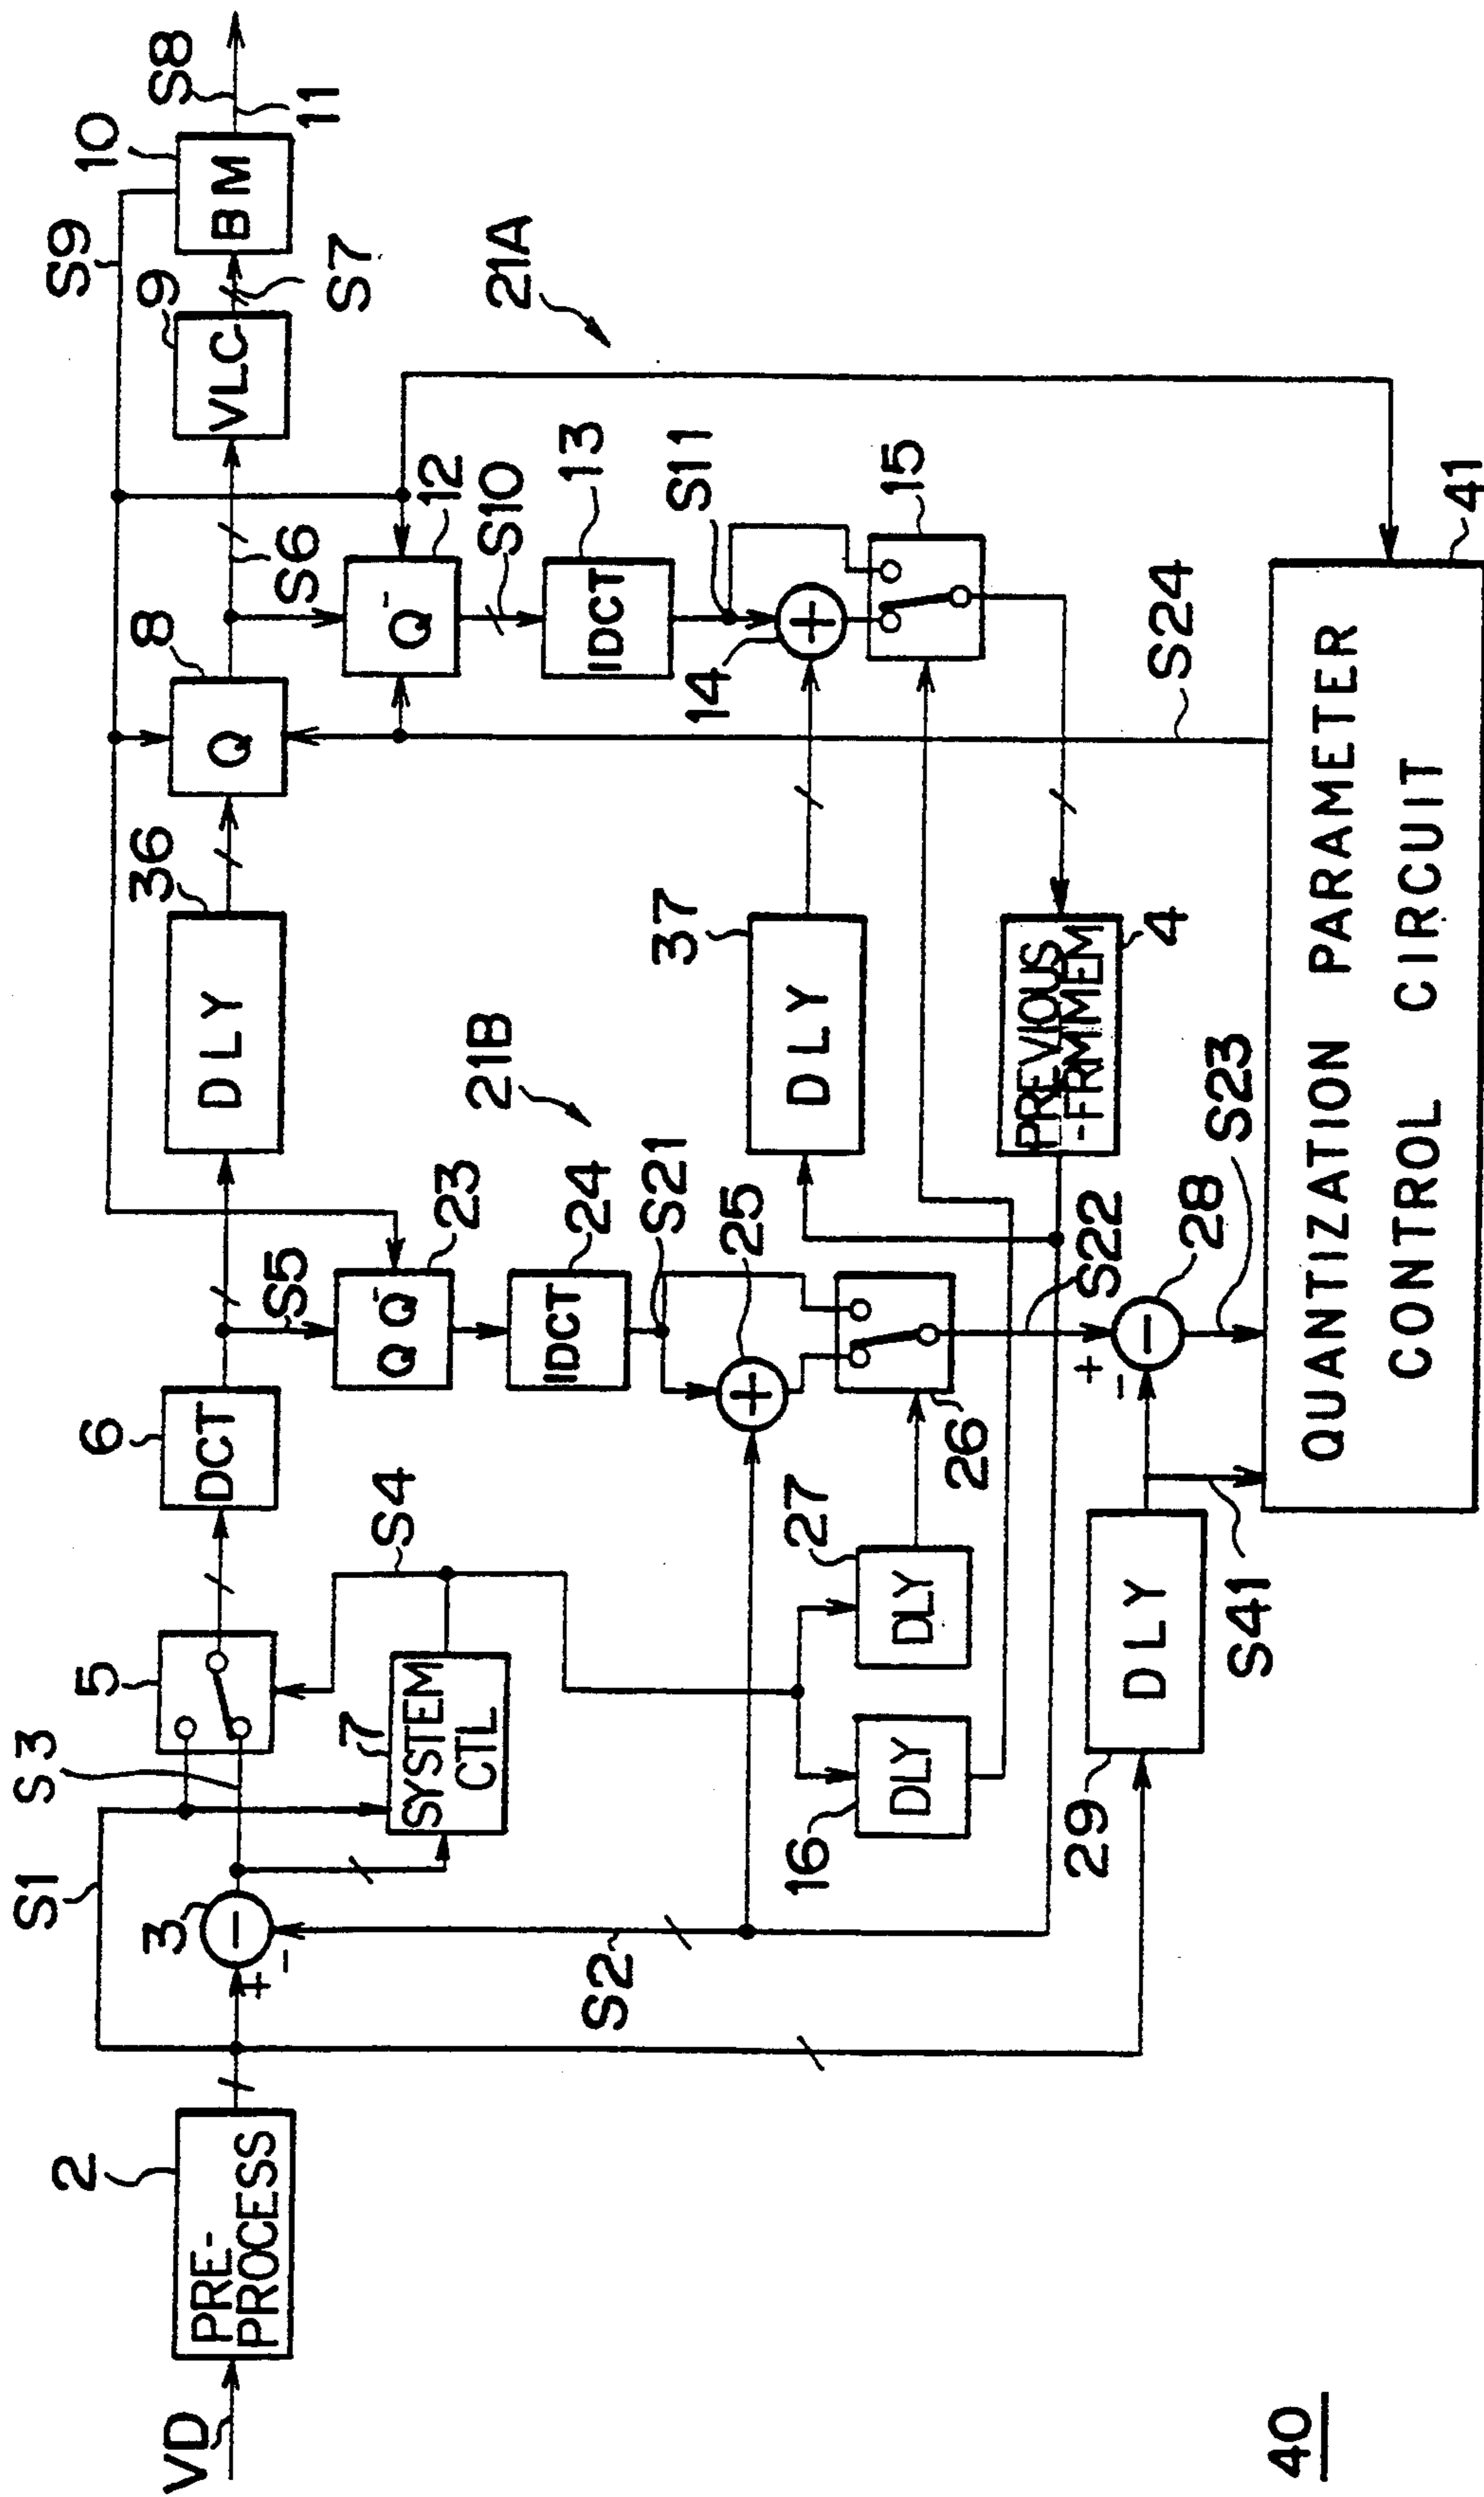 S9
10
S8
S1
S3
5
6
36
8
9
BM
11
2
VD
PRE-
PROCESS
3
+
-
-
DCT
DLY
Q
VLC
S7
S4
7
SYSTEM
CTL
S5
S6
Q Q-
23
Q-
12
21B
21A
IDCT
24
S10
IDCT
13
S2
S21
25
+
37
DLY
14
+
S11
27
16
DLY
DLY
26
15
PREVIOUS
-FRMMEM
4
29
DLY
+
-
-
S22
28
S41
S23
S24
41
QUANTIZATION PARAMETER
CONTROL CIRCUIT
40